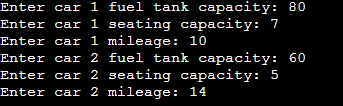 Enter car 1 fuel tank capacity: 80
Enter car 1 seating capacity: 7
Enter car 1 mileage: 10
Enter car 2 fuel tank capacity: 60
Enter car 2 seating capacity: 5
Enter car 2 mileage: 14